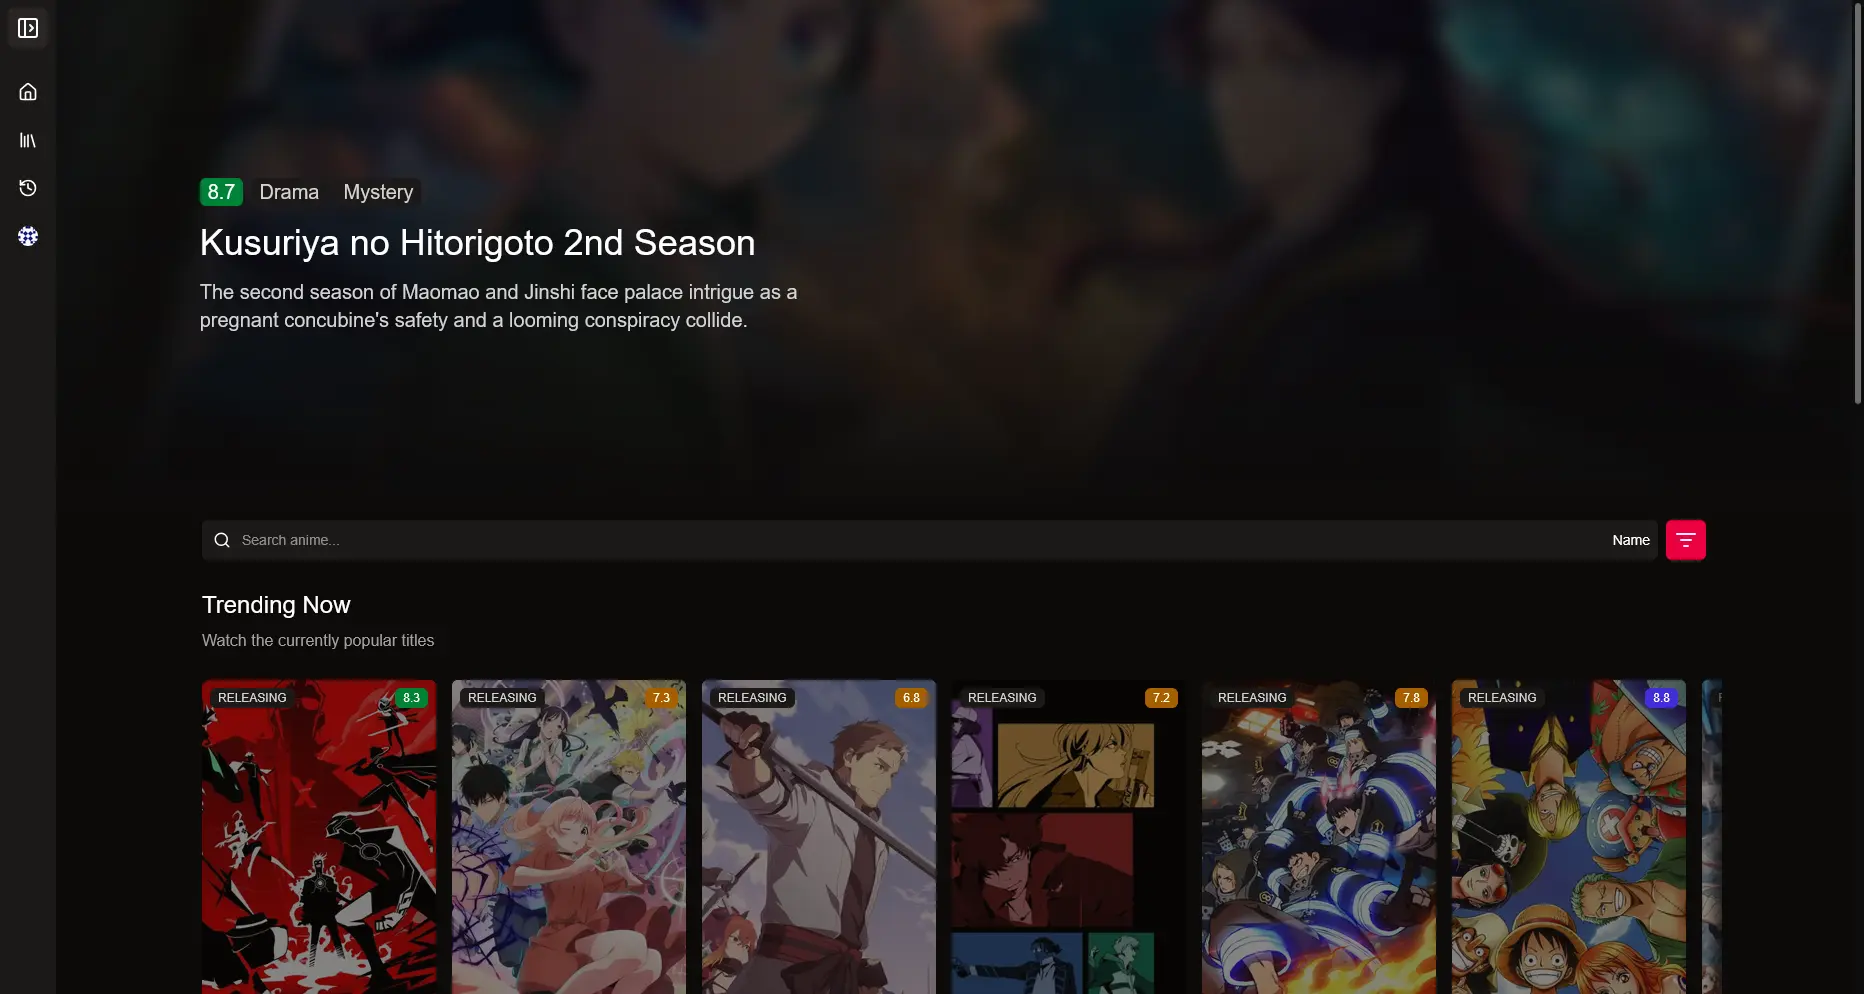 8.7 Drama Mystery
Kusuriya no Hitorigoto 2nd Season
The second season of Maomao and Jinshi face palace intrigue as a
pregnant concubine's safety and a looming conspiracy collide.
Search anime... Name
Trending Now
Watch the currently popular titles
RELEASING 8.3 RELEASING 7.3 RELEASING 6.8 RELEASING 7.2 RELEASING 7.8 RELEASING 8.8